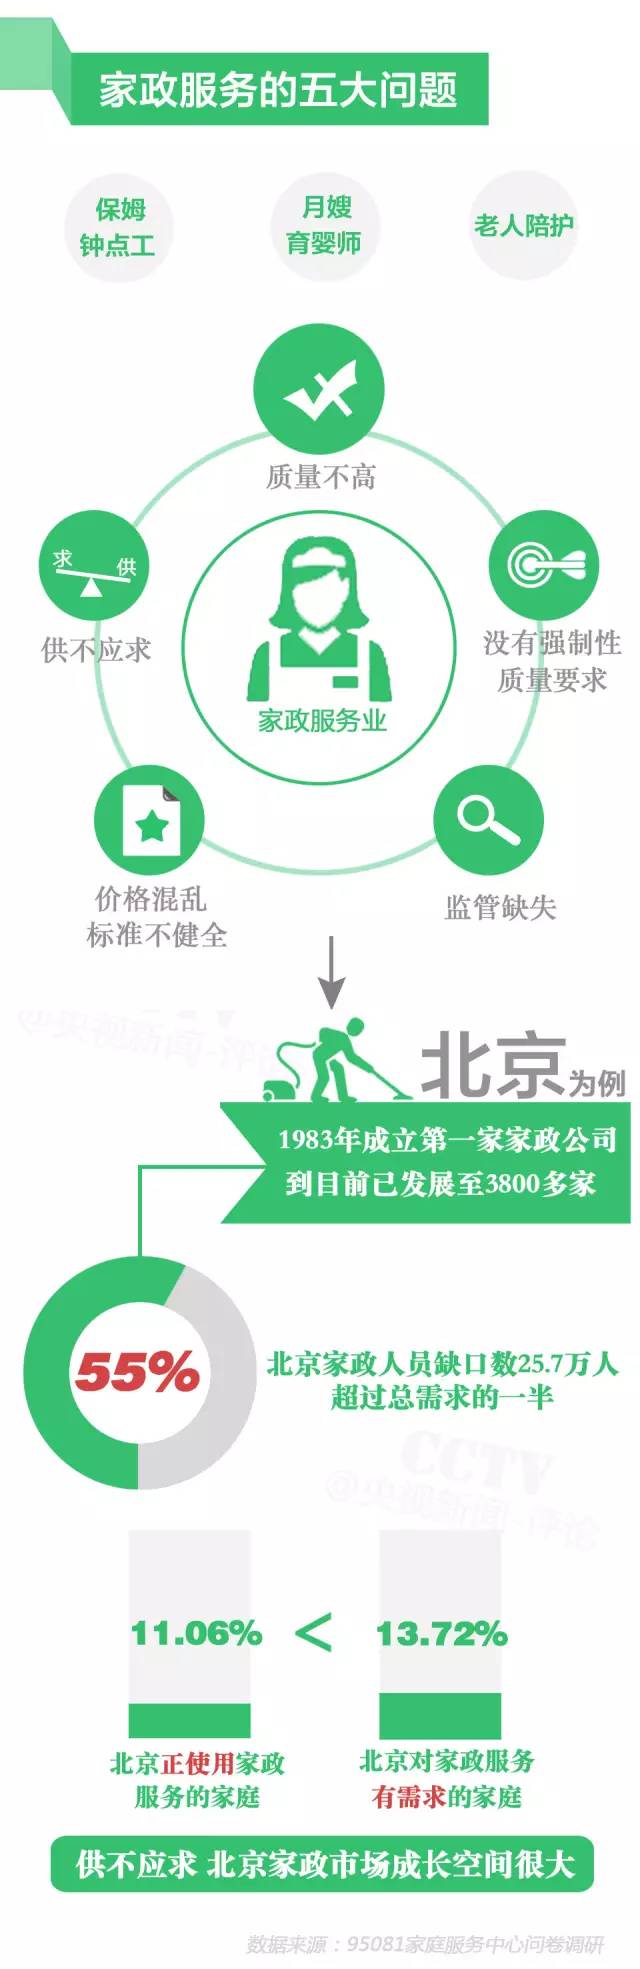 家政服务的五大问题
保姆
钟点工
月嫂
育婴师
老人陪护
质量不高
求 供
供不应求
没有强制性
质量要求
家政服务业
价格混乱
标准不健全
监管缺失
@央视新闻-评论
北京为例
1983年成立第一家家政公司
到目前已发展至3800多家
55%
北京家政人员缺口数25.7万人
超过总需求的一半
CCTV
@央视新闻-评论
11.06% < 13.72%
北京正使用家政
服务的家庭
北京对家政服务
有需求的家庭
供不应求 北京家政市场成长空间很大
数据来源：95081家庭服务中心问卷调研